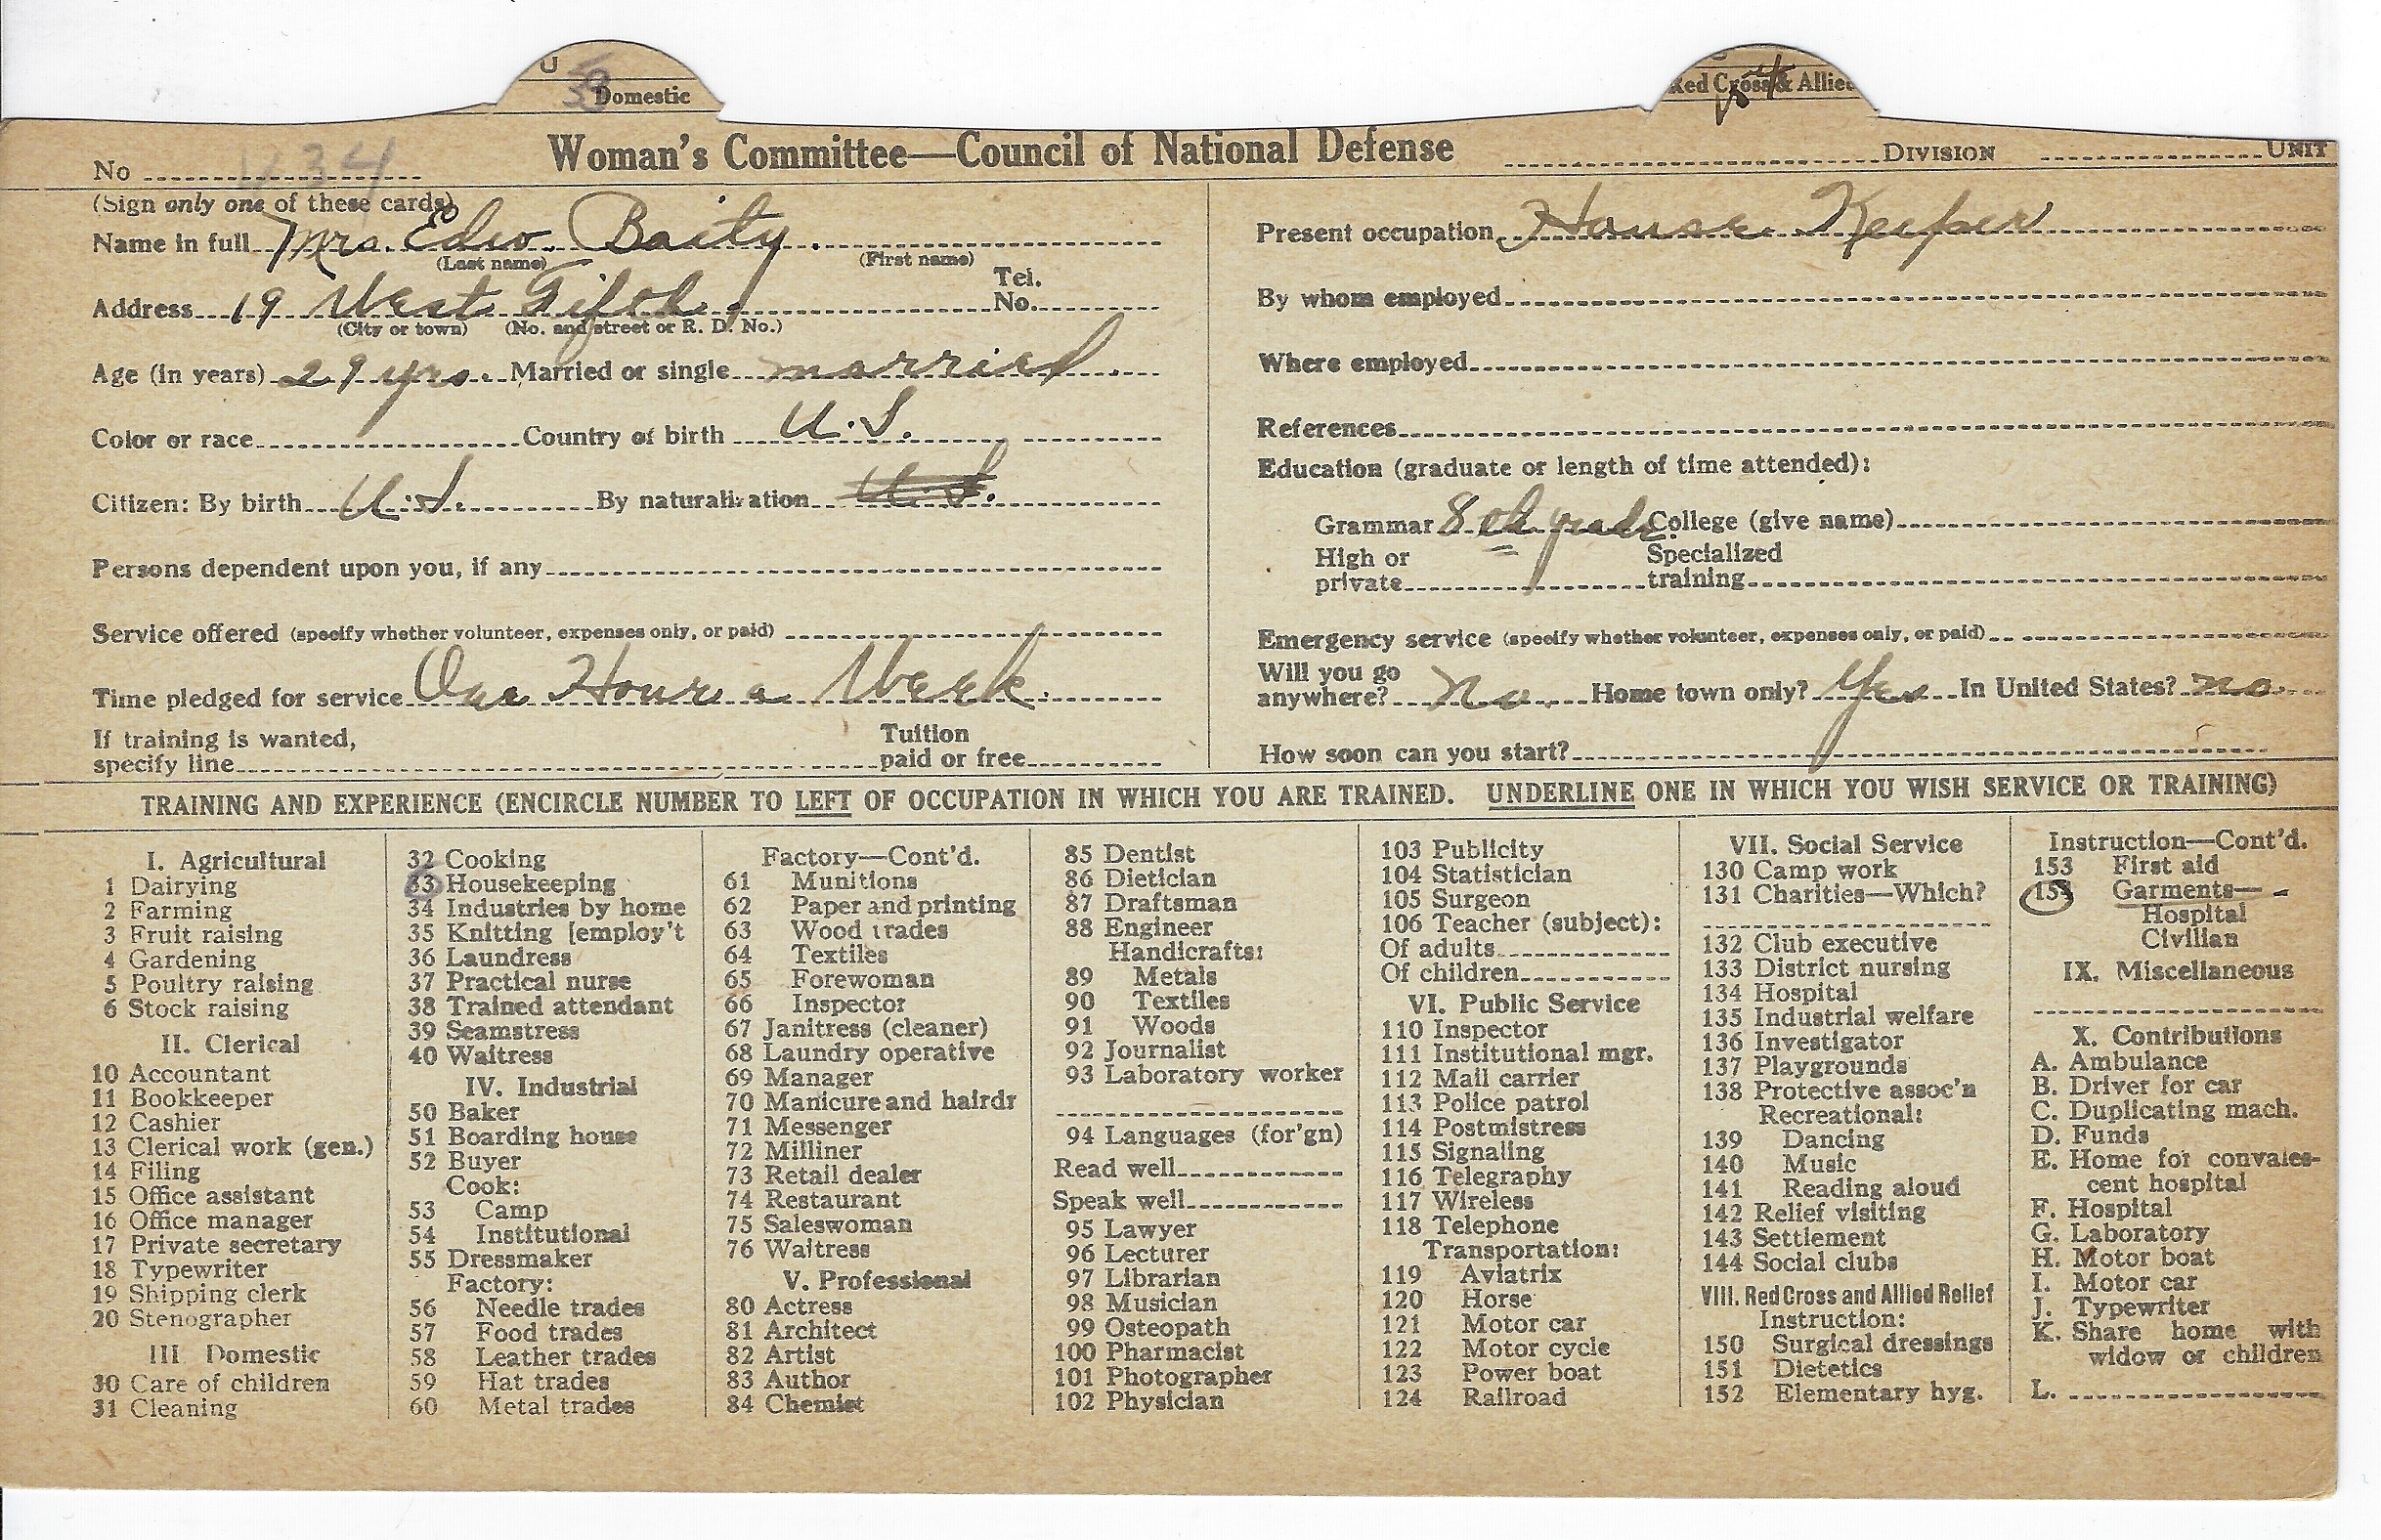 Domestic
Red Cross & Allied
No
Woman's Committee—Council of National Defense DIVISION UNIT
(Sign only one of these cards)
Name in full Mrs. Edw. Baity.
(Last name) (First name)
Address 19 West Fifth. Tel. No.
(City or town) (No. and street or R. D. No.)
Age (in years) 29 yrs. Married or single married
Color or race Country of birth U.S.
Citizen: By birth U.S. By naturalization U.S.
Persons dependent upon you, if any
Service offered (specify whether volunteer, expenses only, or paid)
Time pledged for service One Hour a Week.
If training is wanted, specify line Tuition paid or free
Present occupation House Keeper
By whom employed
Where employed
References
Education (graduate or length of time attended):
Grammar 8th grade. College (give name)
High or private Specialized training
Emergency service (specify whether volunteer, expenses only, or paid)
Will you go anywhere? No. Home town only? Yes In United States? no.
How soon can you start?
TRAINING AND EXPERIENCE (ENCIRCLE NUMBER TO LEFT OF OCCUPATION IN WHICH YOU ARE TRAINED. UNDERLINE ONE IN WHICH YOU WISH SERVICE OR TRAINING)
I. Agricultural
1 Dairying
2 Farming
3 Fruit raising
4 Gardening
5 Poultry raising
6 Stock raising
II. Clerical
10 Accountant
11 Bookkeeper
12 Cashier
13 Clerical work (gen.)
14 Filing
15 Office assistant
16 Office manager
17 Private secretary
18 Typewriter
19 Shipping clerk
20 Stenographer
III Domestic
30 Care of children
31 Cleaning
32 Cooking
33 Housekeeping
34 Industries by home
35 Knitting [employ't
36 Laundress
37 Practical nurse
38 Trained attendant
39 Seamstress
40 Waitress
IV. Industrial
50 Baker
51 Boarding house
52 Buyer
Cook:
53 Camp
54 Institutional
55 Dressmaker
Factory:
56 Needle trades
57 Food trades
58 Leather trades
59 Hat trades
60 Metal trades
Factory—Cont'd.
61 Munitions
62 Paper and printing
63 Wood trades
64 Textiles
65 Forewoman
66 Inspector
67 Janitress (cleaner)
68 Laundry operative
69 Manager
70 Manicure and hairdr
71 Messenger
72 Milliner
73 Retail dealer
74 Restaurant
75 Saleswoman
76 Waitress
V. Professional
80 Actress
81 Architect
82 Artist
83 Author
84 Chemist
85 Dentist
86 Dietician
87 Draftsman
88 Engineer
Handicrafts:
89 Metals
90 Textiles
91 Woods
92 Journalist
93 Laboratory worker
94 Languages (for'gn)
Read well
Speak well
95 Lawyer
96 Lecturer
97 Librarian
98 Musician
99 Osteopath
100 Pharmacist
101 Photographer
102 Physician
103 Publicity
104 Statistician
105 Surgeon
106 Teacher (subject):
Of adults
Of children
VI. Public Service
110 Inspector
111 Institutional mgr.
112 Mail carrier
113 Police patrol
114 Postmistress
115 Signaling
116 Telegraphy
117 Wireless
118 Telephone
Transportation:
119 Aviatrix
120 Horse
121 Motor car
122 Motor cycle
123 Power boat
124 Railroad
VII. Social Service
130 Camp work
131 Charities—Which?
132 Club executive
133 District nursing
134 Hospital
135 Industrial welfare
136 Investigator
137 Playgrounds
138 Protective assoc'n
Recreational:
139 Dancing
140 Music
141 Reading aloud
142 Relief visiting
143 Settlement
144 Social clubs
VIII. Red Cross and Allied Relief
Instruction:
150 Surgical dressings
151 Dietetics
152 Elementary hyg.
Instruction—Cont'd.
153 First aid
154 Garments—
Hospital
Civilian
IX. Miscellaneous
X. Contributions
A. Ambulance
B. Driver for car
C. Duplicating mach.
D. Funds
E. Home for convales-
cent hospital
F. Hospital
G. Laboratory
H. Motor boat
I. Motor car
J. Typewriter
K. Share home with
widow or children
L.